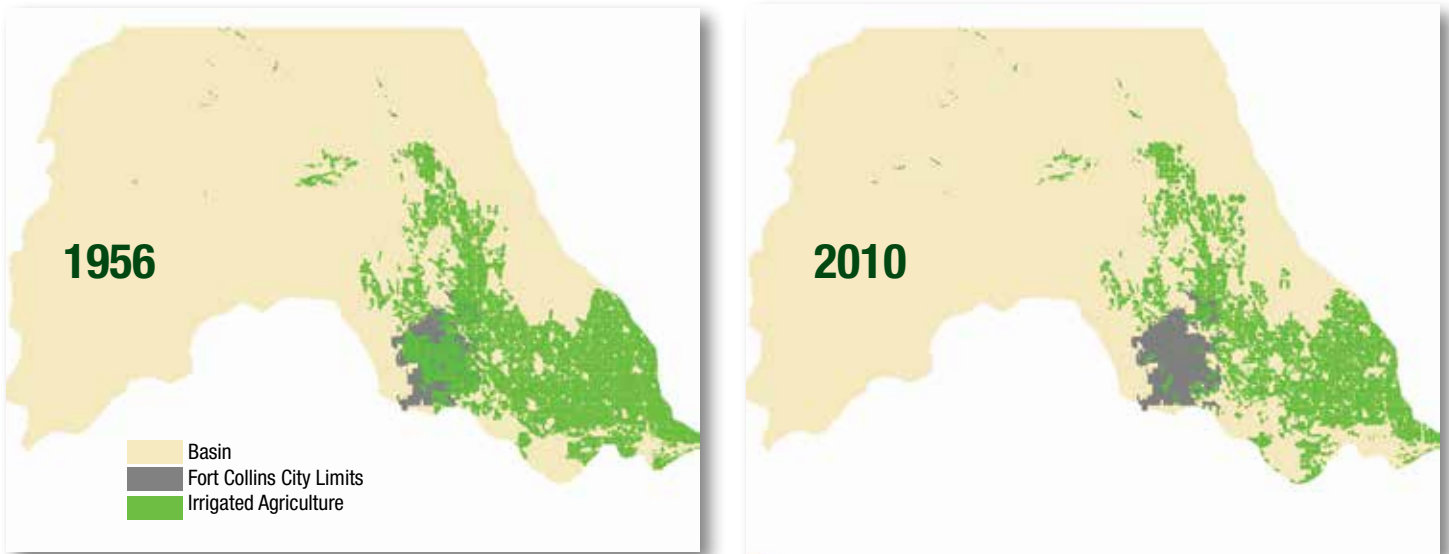 1956
Basin
Fort Collins City Limits
Irrigated Agriculture
2010